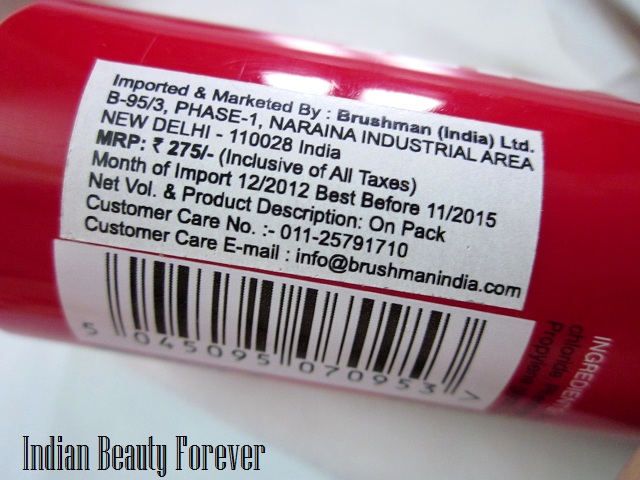 Imported & Marketed By : Brushman (India) Ltd.
B-95/3, PHASE-1, NARAINA INDUSTRIAL AREA
NEW DELHI - 110028 India
MRP: ₹ 275/- (Inclusive of All Taxes)
Month of Import 12/2012 Best Before 11/2015
Net Vol. & Product Description: On Pack
Customer Care No. :- 011-25791710
Customer Care E-mail : info@brushmanindia.com
5 045095 070953 >
INGREDIENTS
chloride
Propylene
Indian Beauty Forever